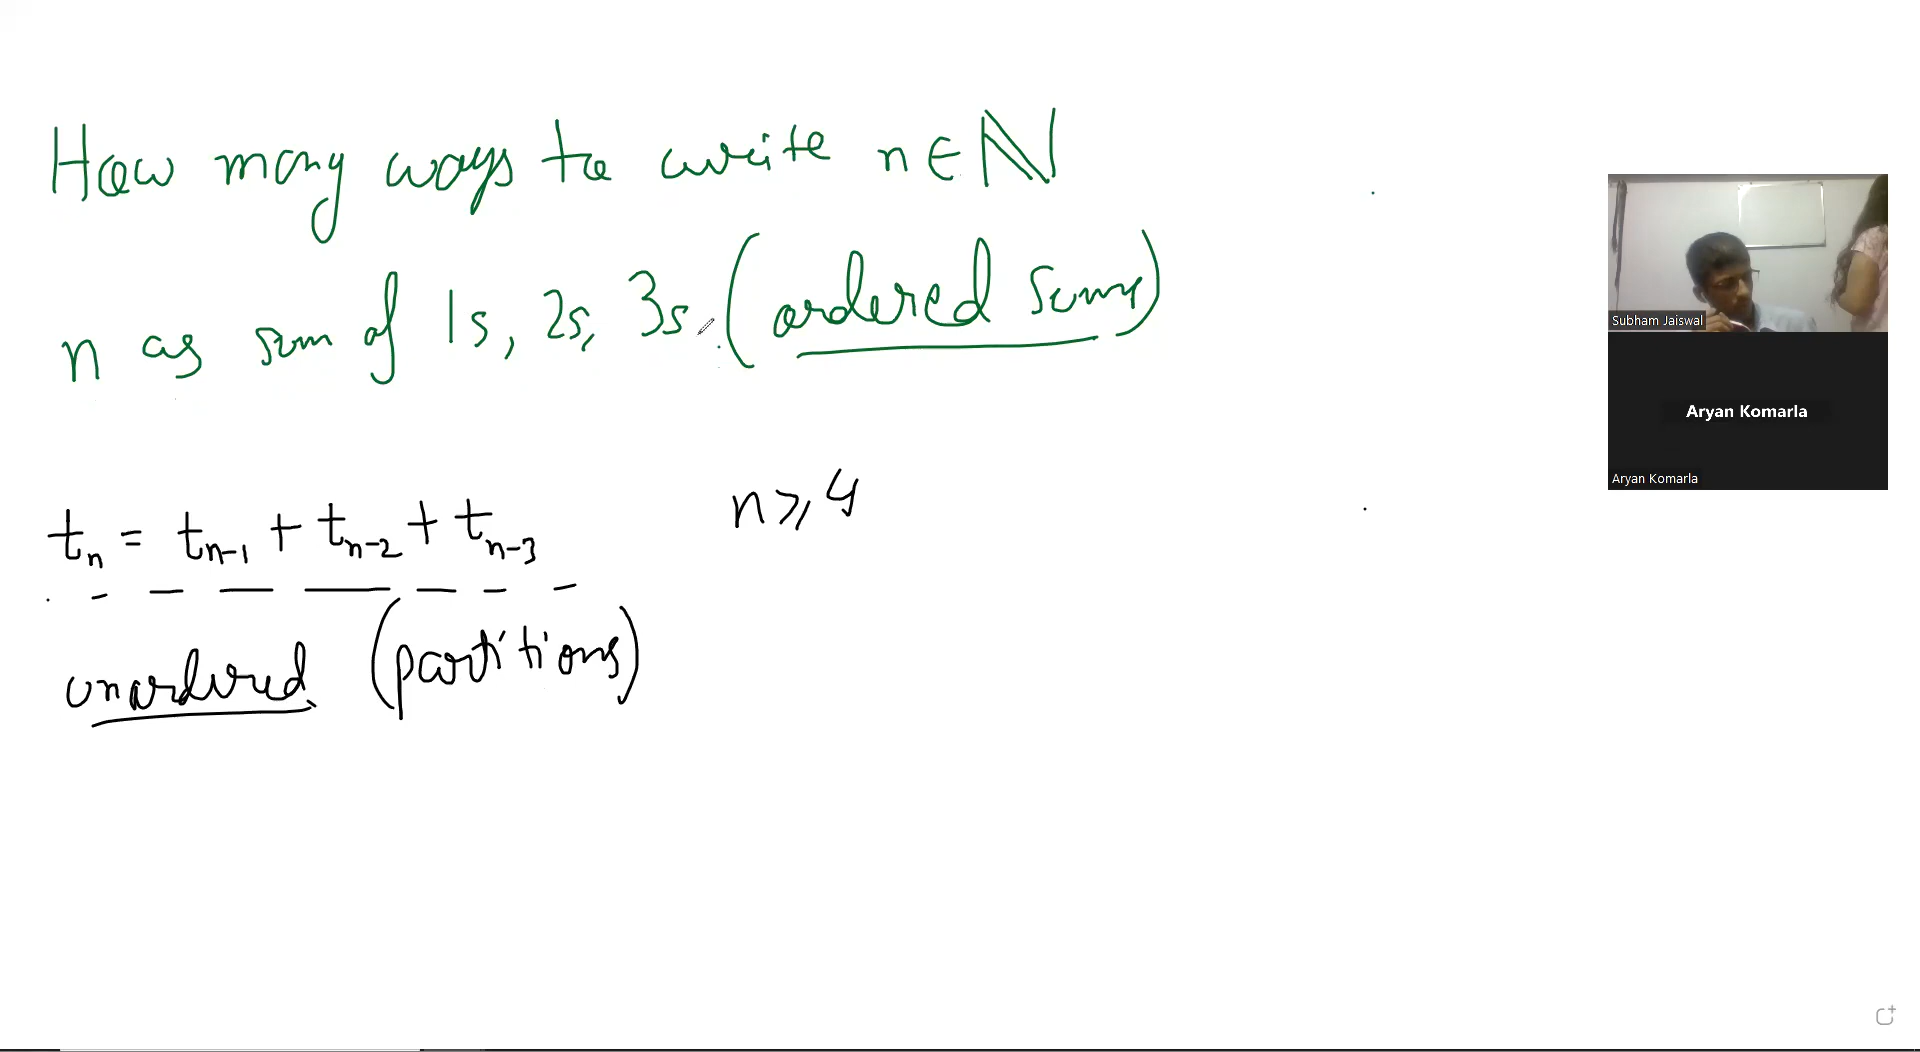 How many ways to write n ∈ ℕ
n as sum of 1s, 2s, 3s. (ordered sums)
tₙ = tₙ₋₁ + tₙ₋₂ + tₙ₋₃ n ⩾ 4
unordered (partitions)
Subham Jaiswal
Aryan Komarla
Aryan Komarla